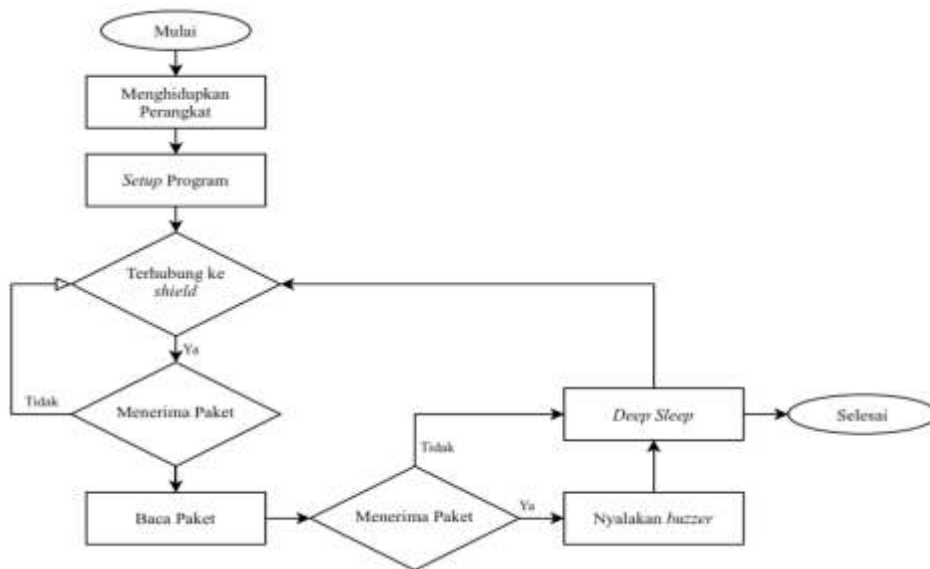 Mulai
Menghidupkan
Perangkat
Setup Program
Terhubung ke
shield
Ya
Tidak
Menerima Paket
Baca Paket
Menerima Paket
Tidak
Ya
Nyalakan buzzer
Deep Sleep
Selesai